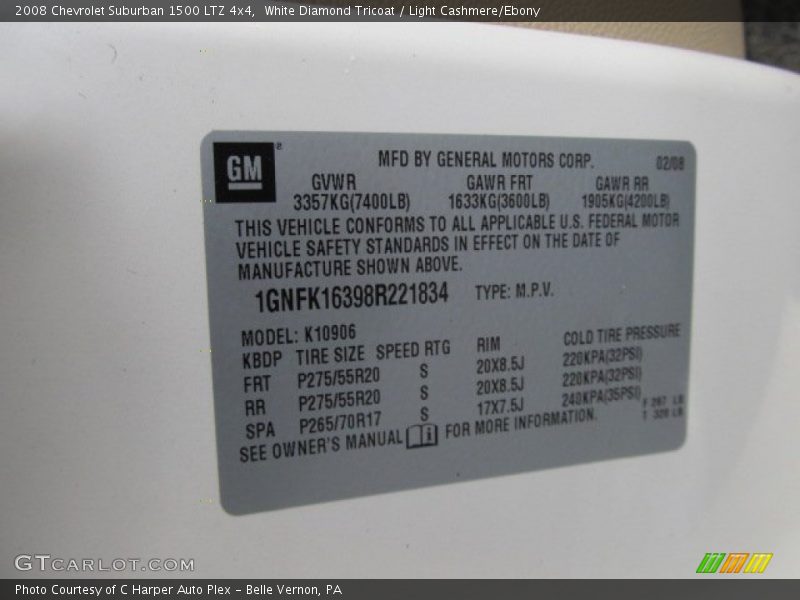 2008 Chevrolet Suburban 1500 LTZ 4x4, White Diamond Tricoat / Light Cashmere/Ebony
GM ®
MFD BY GENERAL MOTORS CORP. 02/08
GVWR GAWR FRT GAWR RR
3357KG(7400LB) 1633KG(3600LB) 1905KG(4200LB)
THIS VEHICLE CONFORMS TO ALL APPLICABLE U.S. FEDERAL MOTOR
VEHICLE SAFETY STANDARDS IN EFFECT ON THE DATE OF
MANUFACTURE SHOWN ABOVE.
1GNFK16398R221834 TYPE: M.P.V.
MODEL: K10906
KBDP TIRE SIZE SPEED RTG RIM COLD TIRE PRESSURE
FRT P275/55R20 S 20X8.5J 220KPA(32PSI)
RR P275/55R20 S 20X8.5J 220KPA(32PSI)
SPA P265/70R17 S 17X7.5J 240KPA(35PSI)
SEE OWNER'S MANUAL i FOR MORE INFORMATION.
LB
LB
GTCARLOT.COM
Photo Courtesy of C Harper Auto Plex - Belle Vernon, PA